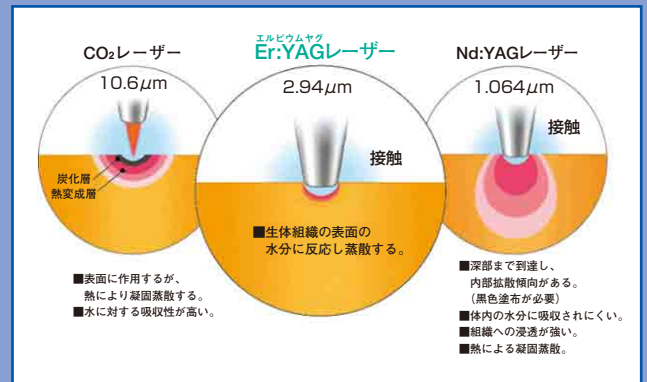 CO₂レーザー
10.6μm
炭化層
熱変成層
■表面に作用するが、
熱により凝固蒸散する。
■水に対する吸収性が高い。
エルビウムヤグ
Er:YAGレーザー
2.94μm
接触
■生体組織の表面の
水分に反応し蒸散する。
Nd:YAGレーザー
1.064μm
接触
■深部まで到達し、
内部拡散傾向がある。
（黒色塗布が必要）
■体内の水分に吸収されにくい。
■組織への浸透が強い。
■熱による凝固蒸散。